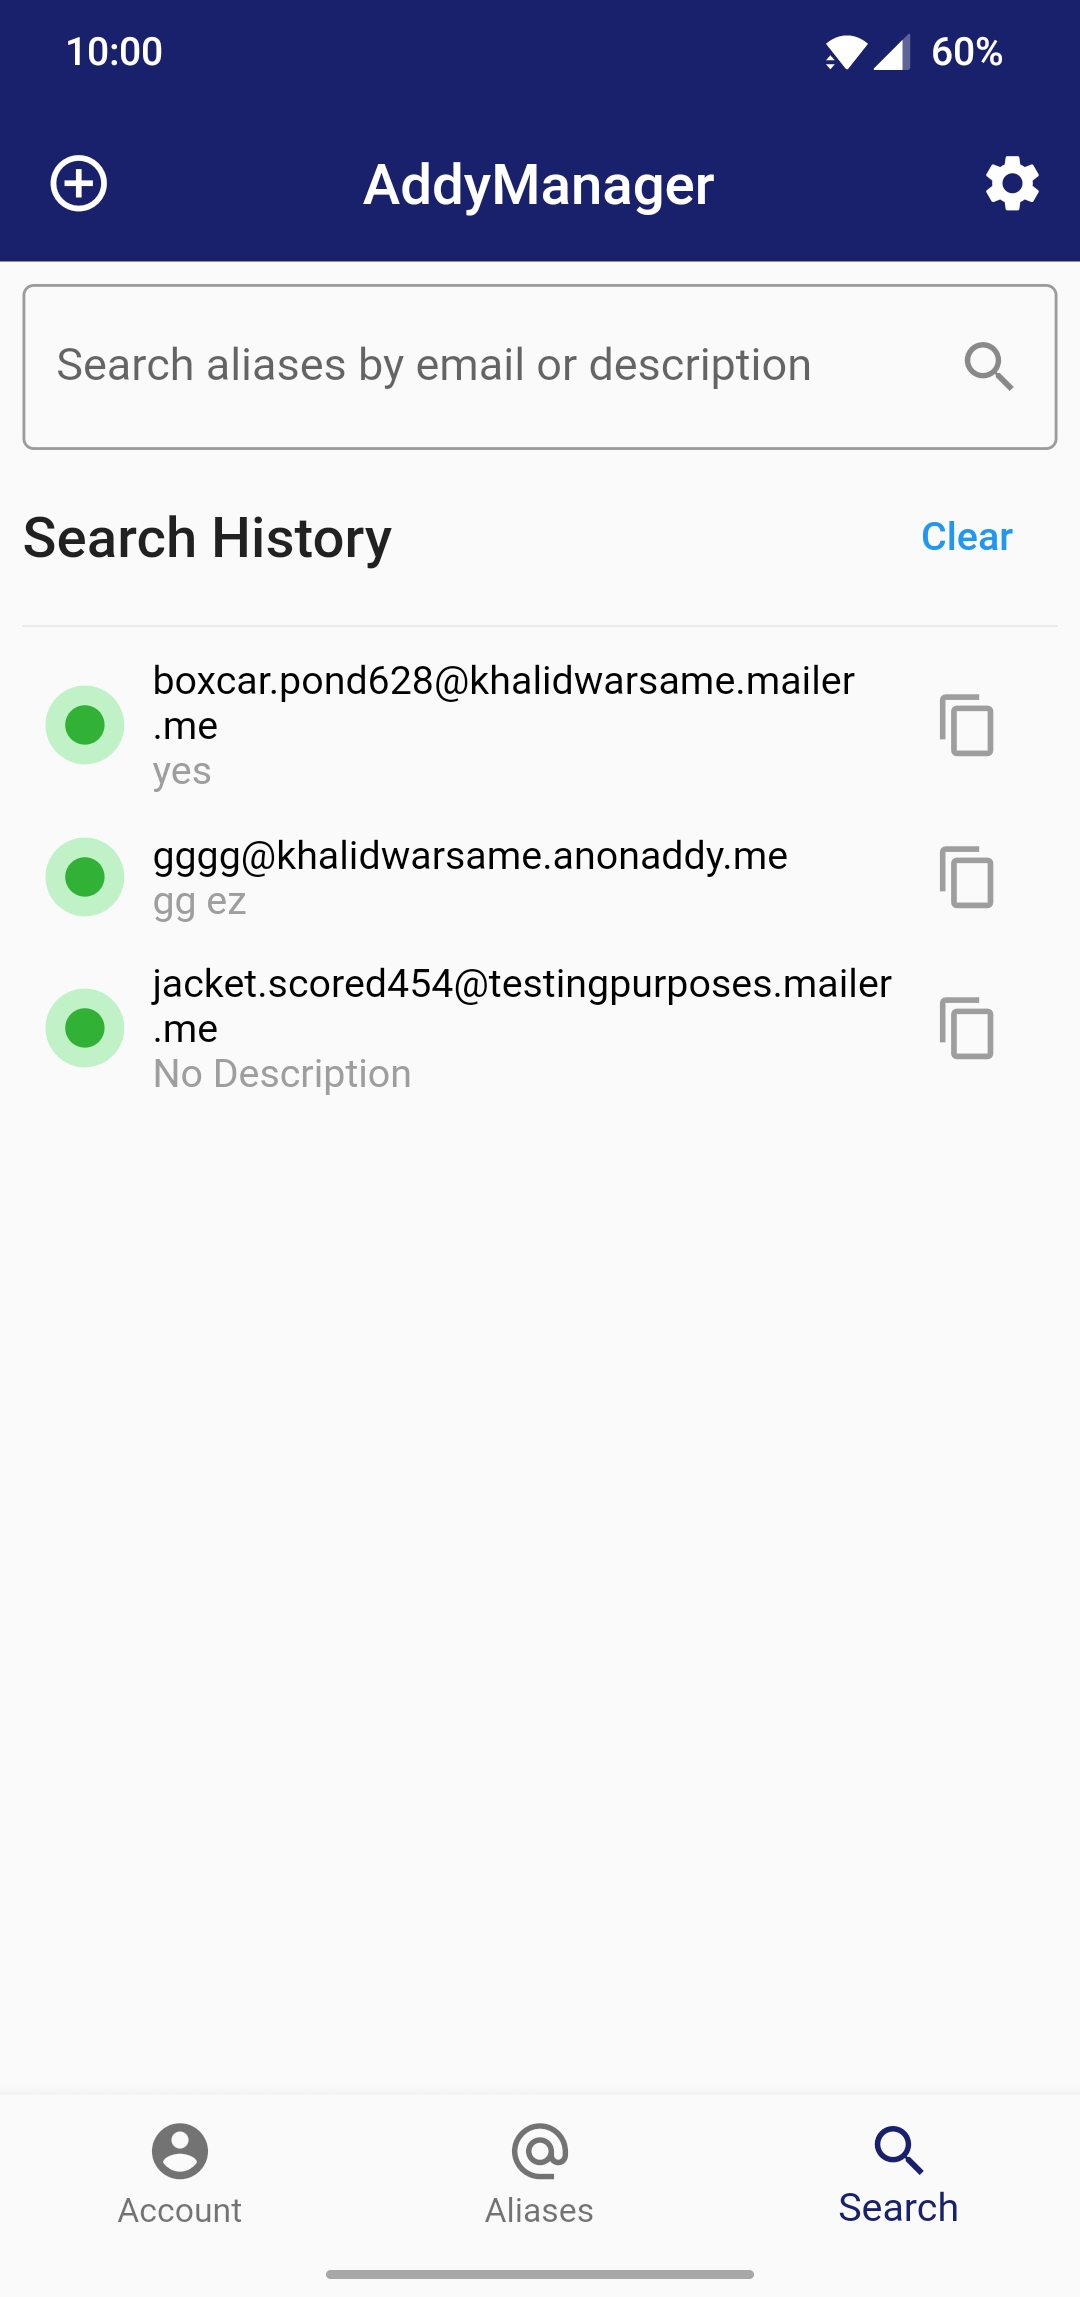 10:00
60%
AddyManager
Search aliases by email or description
Search History
Clear
boxcar.pond628@khalidwarsame.mailer
.me
yes
gggg@khalidwarsame.anonaddy.me
gg ez
jacket.scored454@testingpurposes.mailer
.me
No Description
Account
Aliases
Search